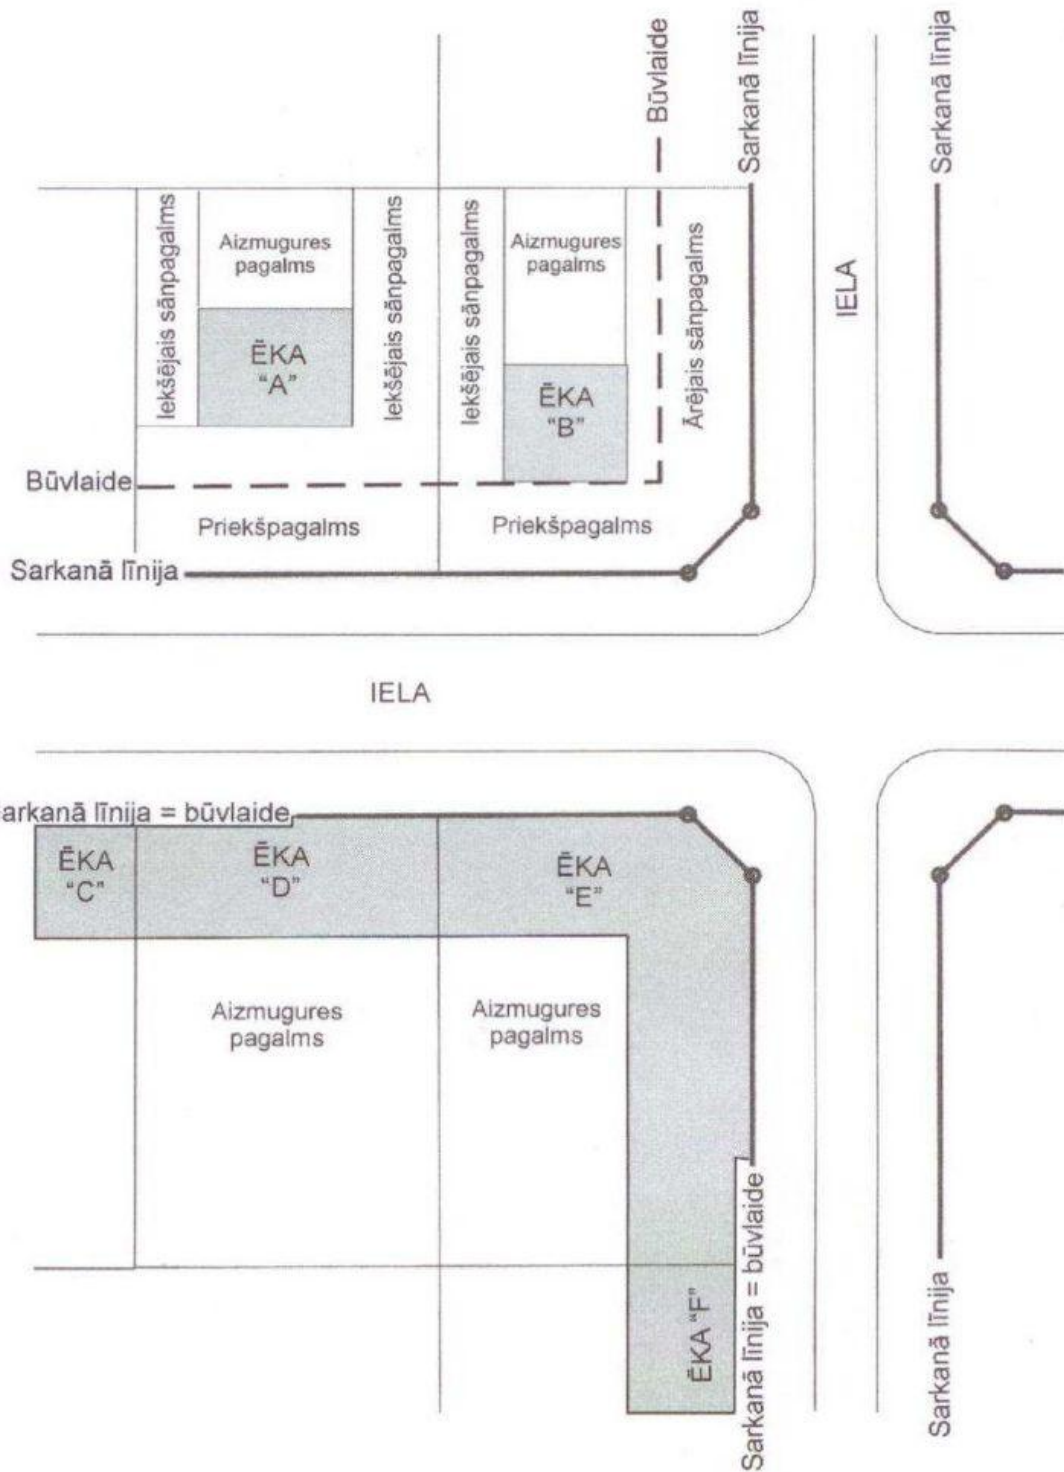 Būvlaide
Sarkanā līnija
Sarkanā līnija
Iekšējais sānpagalms
Aizmugures
pagalms
Iekšējais sānpagalms
Iekšējais sānpagalms
Aizmugures
pagalms
Ārējais sānpagalms
IELA
ĒKA
"A"
ĒKA
"B"
Būvlaide
Priekšpagalms
Priekšpagalms
Sarkanā līnija
IELA
arkanā līnija = būvlaide
ĒKA
"C"
ĒKA
"D"
ĒKA
"E"
Aizmugures
pagalms
Aizmugures
pagalms
ĒKA "F"
Sarkanā līnija = būvlaide
Sarkanā līnija